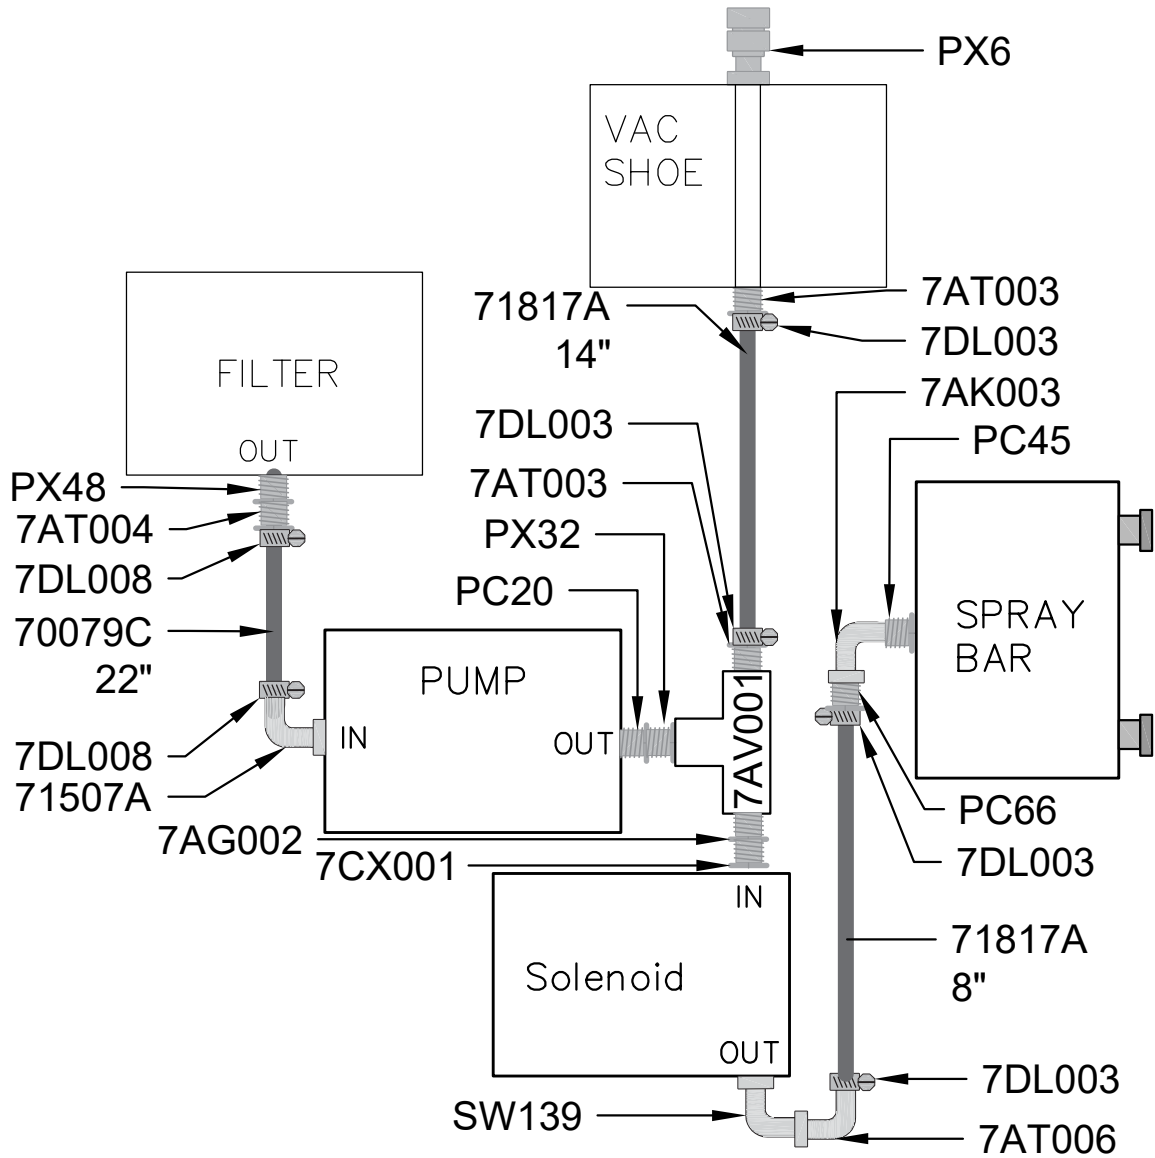 PX6
VAC
SHOE
7AT003
71817A
14"
7DL003
FILTER
7AK003
7DL003
PC45
OUT
PX48
7AT003
7AT004
PX32
7DL008
PC20
70079C
22"
SPRAY
BAR
PUMP
7AV001
IN
OUT
7DL008
71507A
PC66
7AG002
7CX001
7DL003
IN
71817A
8"
Solenoid
OUT
7DL003
SW139
7AT006